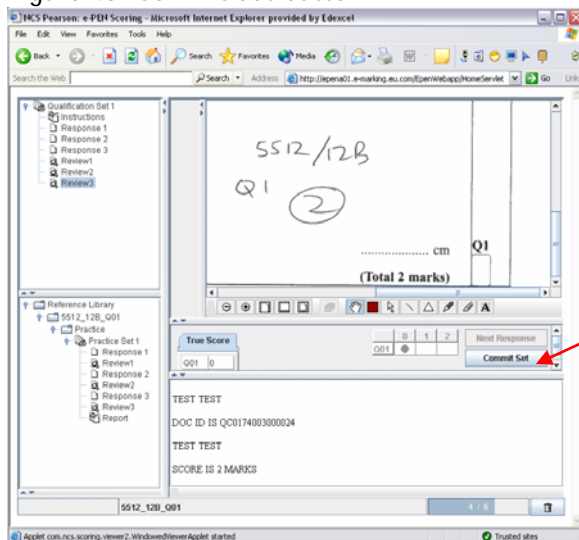 NCS Pearson: e-PEN Scoring - Microsoft Internet Explorer provided by Edexcel
File Edit View Favorites Tools Help
Back Search Favorites Media
Search the Web Search Address http://epena01.e-marking.eu.com/EpenWebapp/HomeServlet Go Links
Qualification Set 1
Instructions
Response 1
Response 2
Response 3
Review1
Review2
Review3
5512/12B
Q1
2
.................... cm
Q1
(Total 2 marks)
A
Reference Library
5512_12B_Q01
Practice
Practice Set 1
Response 1
Review1
Response 2
Review2
Response 3
Review3
Report
True Score
Q01 0
0 1 2
Q01
Next Response
Commit Set
TEST TEST
DOC ID IS QC0174003000024
TEST TEST
SCORE IS 2 MARKS
5512_12B_Q01
4 / 6
Applet com.ncs.scoring.viewer2.WindowedViewerApplet started
Trusted sites